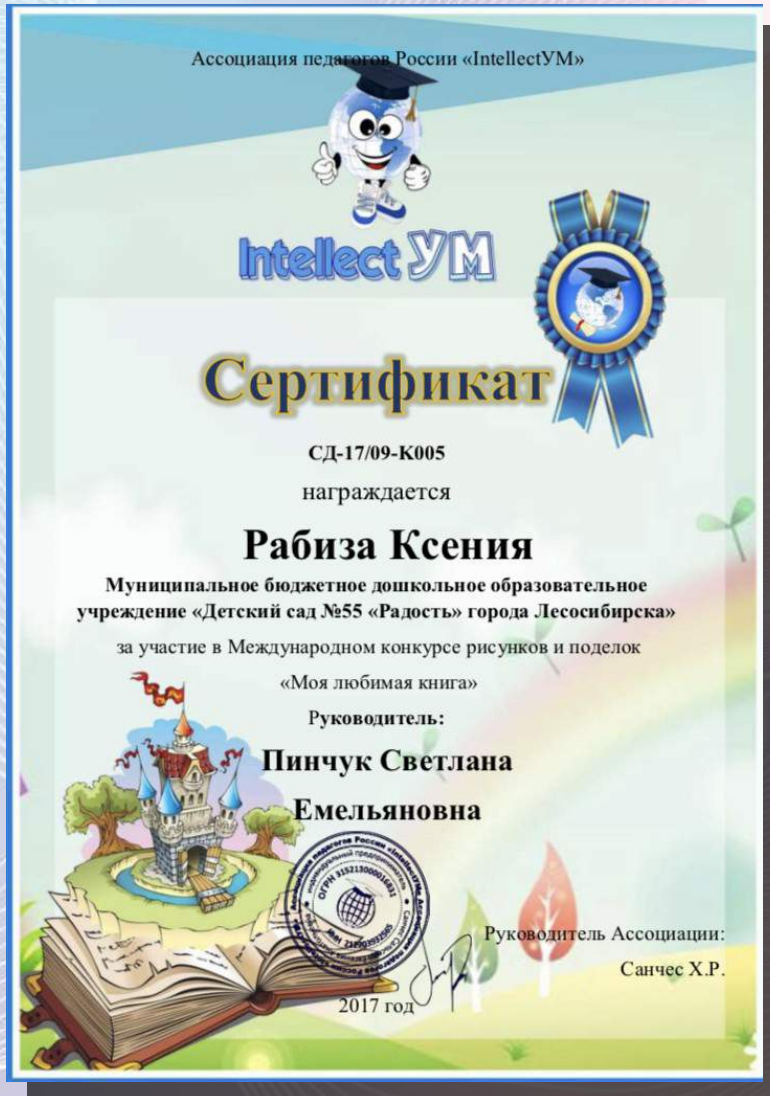 Ассоциация педагогов России «IntellectУМ»
Intellect УМ
Сертификат
СД-17/09-К005
награждается
Рабиза Ксения
Муниципальное бюджетное дошкольное образовательное
учреждение «Детский сад №55 «Радость» города Лесосибирска»
за участие в Международном конкурсе рисунков и поделок
«Моя любимая книга»
Руководитель:
Пинчук Светлана
Емельяновна
Руководитель Ассоциации:
Санчес Х.Р.
2017 год